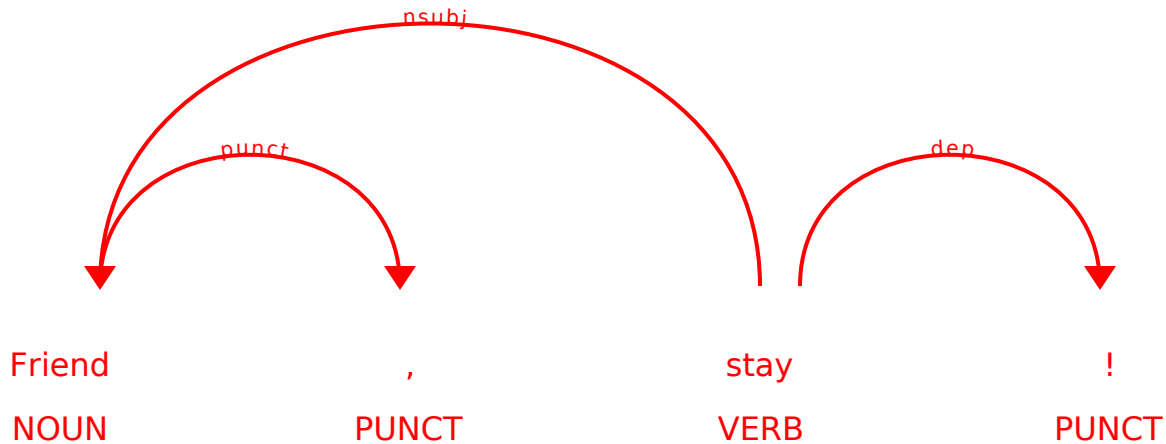 nsubj
punct dep
Friend , stay !
NOUN PUNCT VERB PUNCT